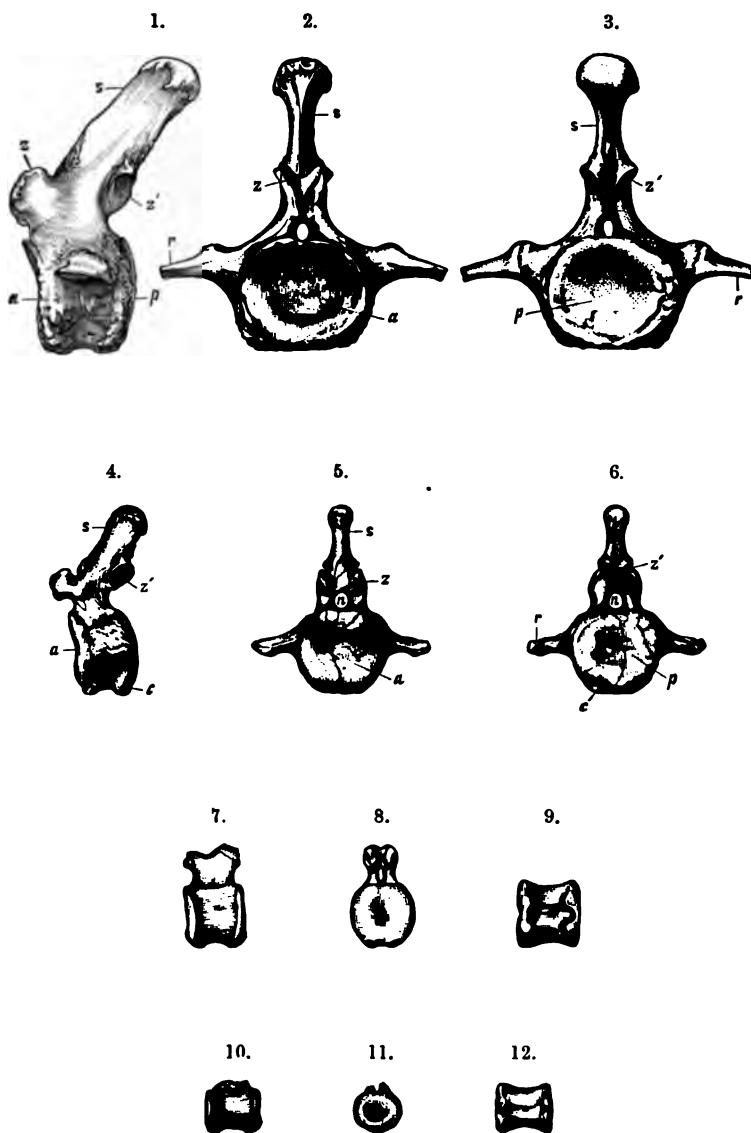 1. 2. 3.
s s s
z z z'
z'
r r
a p a p
4. 5. 6.
s s z'
z' z n n
r
a c a p
c
7. 8. 9.
10. 11. 12.